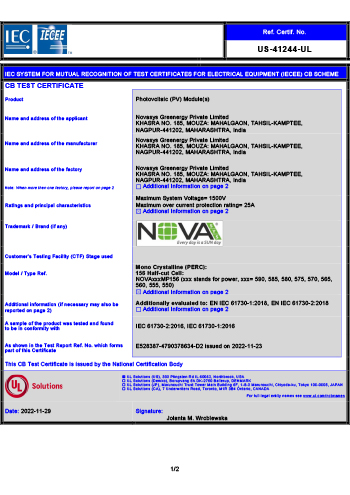 IEC IECEE
Ref. Certif. No.
US-41244-UL
IEC SYSTEM FOR MUTUAL RECOGNITION OF TEST CERTIFICATES FOR ELECTRICAL EQUIPMENT (IECEE) CB SCHEME
CB TEST CERTIFICATE
Product
Photovoltaic (PV) Module(s)
Name and address of the applicant
Novasys Greenergy Private Limited
KHASRA NO. 185, MOUZA: MAHALGAON, TAHSIL-KAMPTEE,
NAGPUR-441202, MAHARASHTRA, India
Name and address of the manufacturer
Novasys Greenergy Private Limited
KHASRA NO. 185, MOUZA: MAHALGAON, TAHSIL-KAMPTEE,
NAGPUR-441202, MAHARASHTRA, India
Name and address of the factory
Novasys Greenergy Private Limited
KHASRA NO. 185, MOUZA: MAHALGAON, TAHSIL-KAMPTEE,
NAGPUR-441202, MAHARASHTRA, India
Note: When more than one factory, please report on page 2
Additional Information on page 2
Ratings and principal characteristics
Maximum System Voltage= 1500V
Maximum over current protection rating= 25A
Additional Information on page 2
Trademark / Brand (if any)
NOVA
Every day is a SUN day
Customer's Testing Facility (CTF) Stage used
Model / Type Ref.
Mono Crystalline (PERC):
156 Half-cut Cell:
NOVAxxxMP156 (xxx stands for power, xxx= 590, 585, 580, 575, 570, 565,
560, 555, 550)
Additional Information on page 2
Additional information (if necessary may also be
reported on page 2)
Additionally evaluated to: EN IEC 61730-1:2018, EN IEC 61730-2:2018
Additional Information on page 2
A sample of the product was tested and found
to be in conformity with
IEC 61730-2:2016, IEC 61730-1:2016
As shown in the Test Report Ref. No. which forms
part of this Certificate
E528367-4790378634-D2 issued on 2022-11-23
This CB Test Certificate is issued by the National Certification Body
UL Solutions
UL Solutions (US), 333 Pfingsten Rd IL 60062, Northbrook, USA
UL Solutions (Demko), Borupvang 5A DK-2750 Ballerup, DENMARK
UL Solutions (JP), Marunouchi Trust Tower Main Building 6F, 1-8-3 Marunouchi, Chiyoda-ku, Tokyo 100-0005, JAPAN
UL Solutions (CA), 7 Underwriters Road, Toronto, M1R 3B4 Ontario, CANADA
For full legal entity names see www.ul.com/ncbnames
Date: 2022-11-29
Signature:
Jolanta M. Wroblewska
1/2